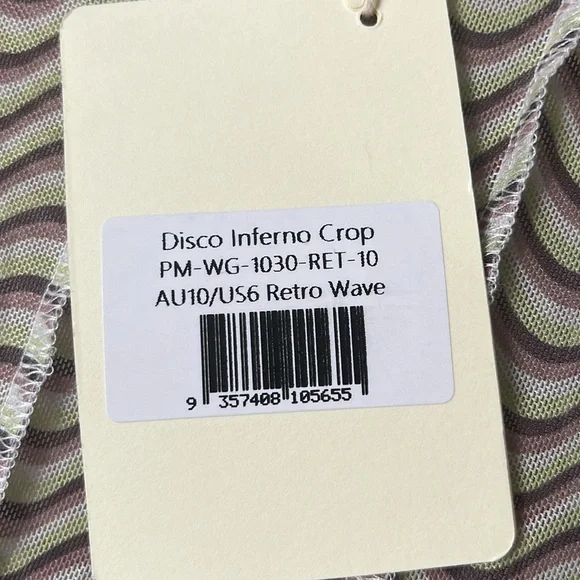 Disco Inferno Crop
PM-WG-1030-RET-10
AU10/US6 Retro Wave
9 357408 105655